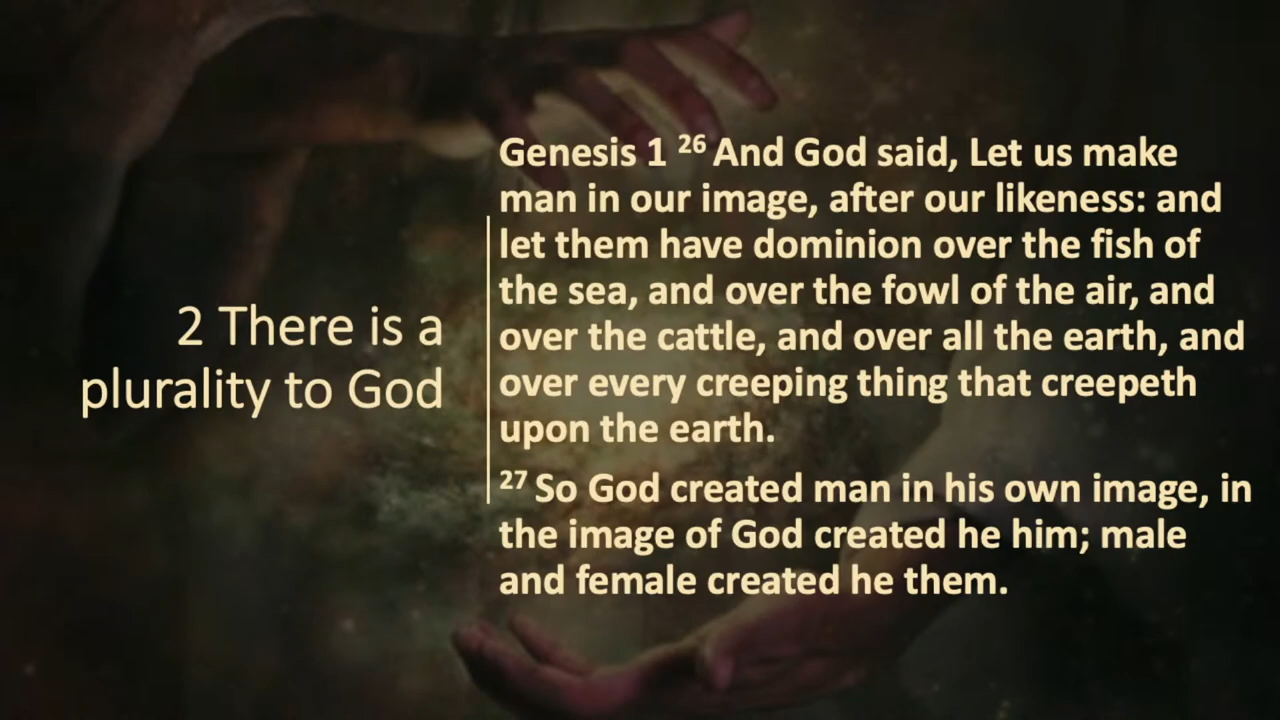 2 There is a
plurality to God
Genesis 1 26 And God said, Let us make
man in our image, after our likeness: and
let them have dominion over the fish of
the sea, and over the fowl of the air, and
over the cattle, and over all the earth, and
over every creeping thing that creepeth
upon the earth.
27 So God created man in his own image, in
the image of God created he him; male
and female created he them.